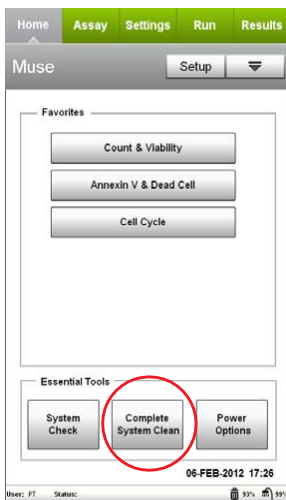 Home Assay Settings Run Results
Muse Setup
Favorites
Count & Viability
Annexin V & Dead Cell
Cell Cycle
Essential Tools
System Check
Complete System Clean
Power Options
06-FEB-2012 17:26
User: PT Status: 93% 99%